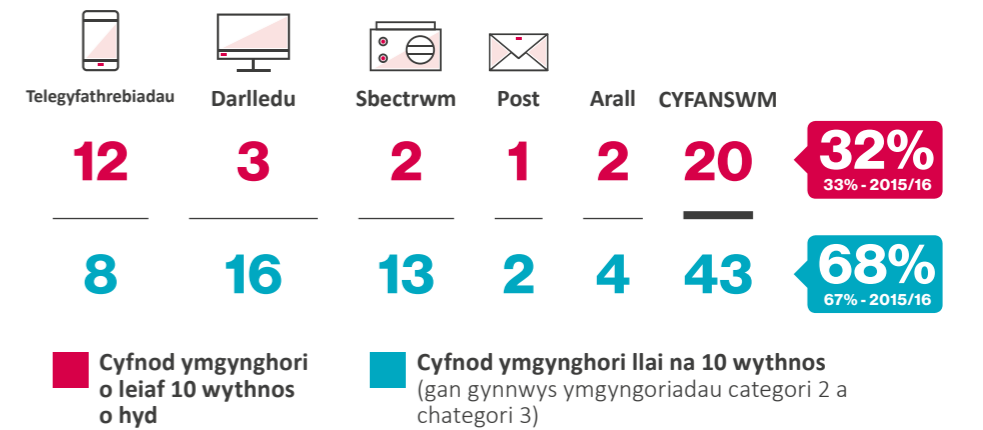 Telegyfathrebiadau Darlledu Sbectrwm Post Arall CYFANSWM
12 3 2 1 2 20 32%
33% - 2015/16
8 16 13 2 4 43 68%
67% - 2015/16
Cyfnod ymgynghori
o leiaf 10 wythnos
o hyd
Cyfnod ymgynghori llai na 10 wythnos
(gan gynnwys ymgyngoriadau categori 2 a
chategori 3)